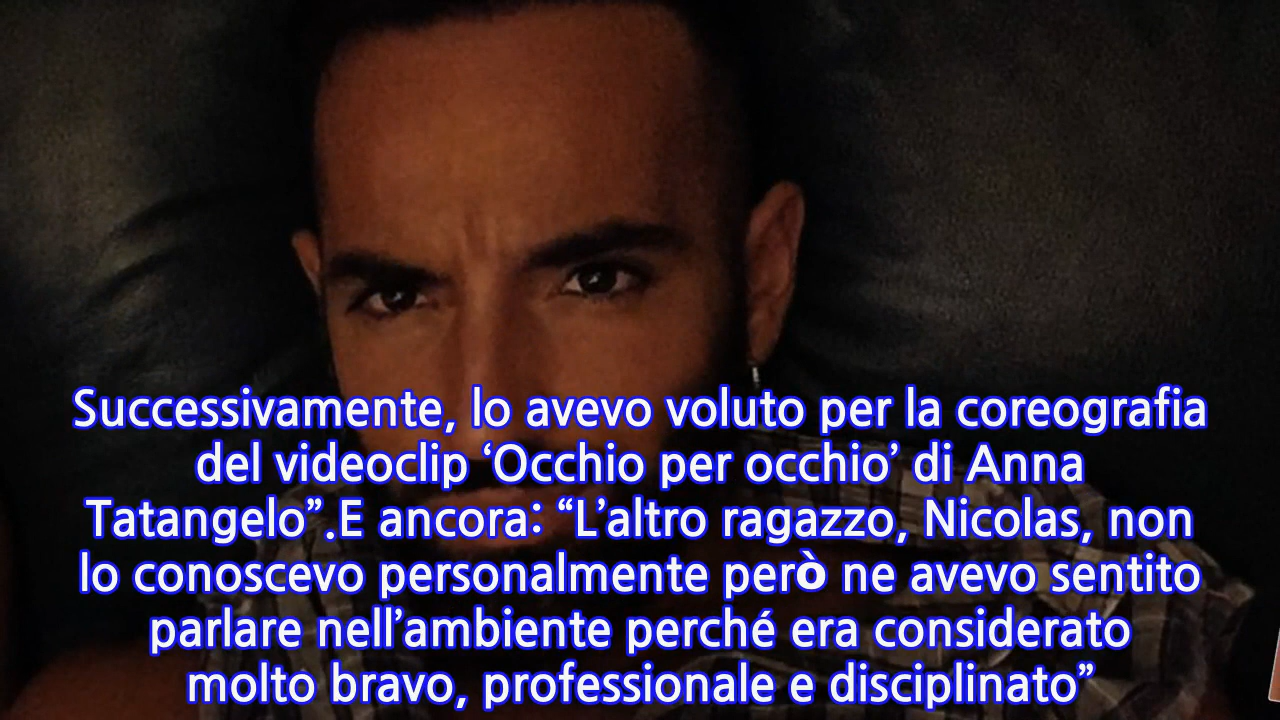 Successivamente, lo avevo voluto per la coreografia
del videoclip ‘Occhio per occhio’ di Anna
Tatangelo”.E ancora: “L’altro ragazzo, Nicolas, non
lo conoscevo personalmente però ne avevo sentito
parlare nell’ambiente perché era considerato
molto bravo, professionale e disciplinato”